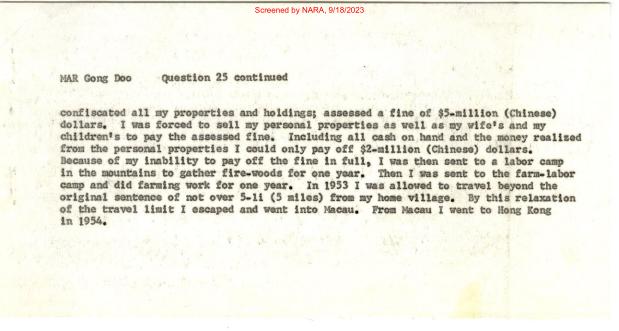 Screened by NARA, 9/18/2023
MAR Gong Doo Question 25 continued
confiscated all my properties and holdings; assessed a fine of $5-million (Chinese)
dollars. I was forced to sell my personal properties as well as my wife's and my
children's to pay the assessed fine. Including all cash on hand and the money realized
from the personal properties I could only pay off $2-million (Chinese) dollars.
Because of my inability to pay off the fine in full, I was then sent to a labor camp
in the mountains to gather fire-woods for one year. Then I was sent to the farm-labor
camp and did farming work for one year. In 1953 I was allowed to travel beyond the
original sentence of not over 5-li (5 miles) from my home village. By this relaxation
of the travel limit I escaped and went into Macau. From Macau I went to Hong Kong
in 1954.